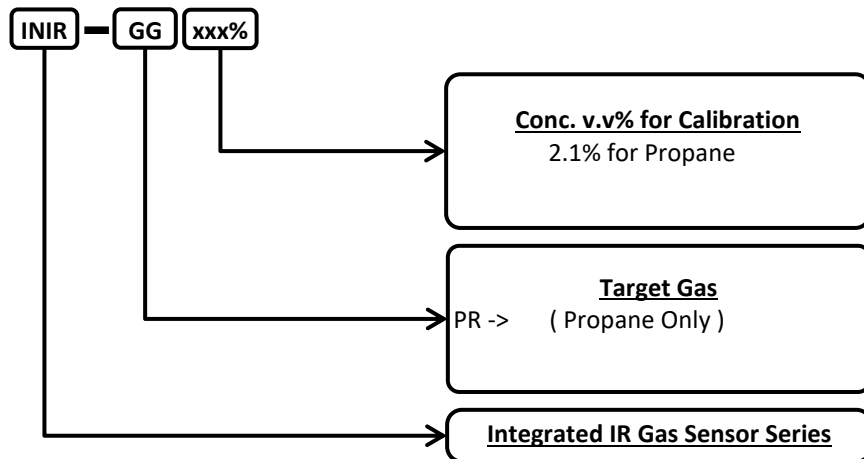 INIR - GG xxx%
Conc. v.v% for Calibration
2.1% for Propane
Target Gas
PR -> ( Propane Only )
Integrated IR Gas Sensor Series